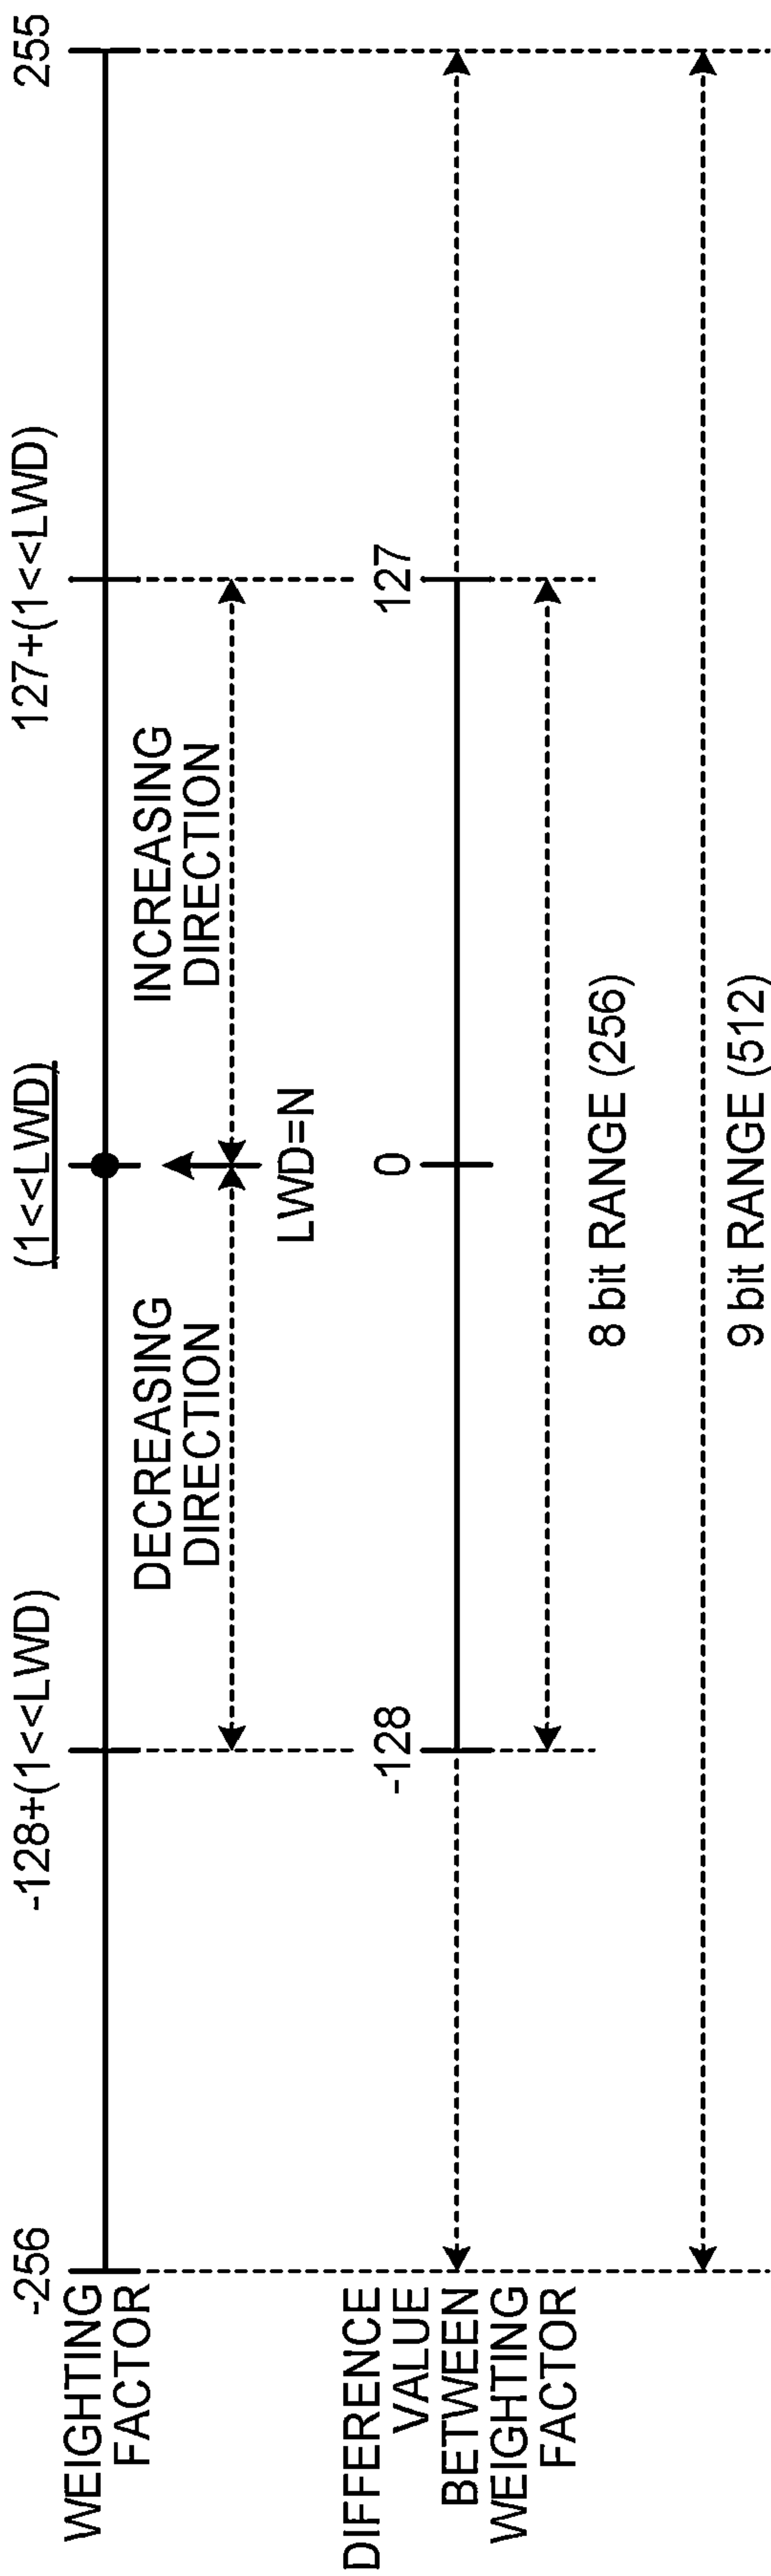 -256
-128+(1<<LWD)
(1<<LWD)
127+(1<<LWD)
255
WEIGHTING
FACTOR
DECREASING
DIRECTION
INCREASING
DIRECTION
LWD=N
-128
0
127
DIFFERENCE
VALUE
BETWEEN
WEIGHTING
FACTOR
8 bit RANGE (256)
9 bit RANGE (512)